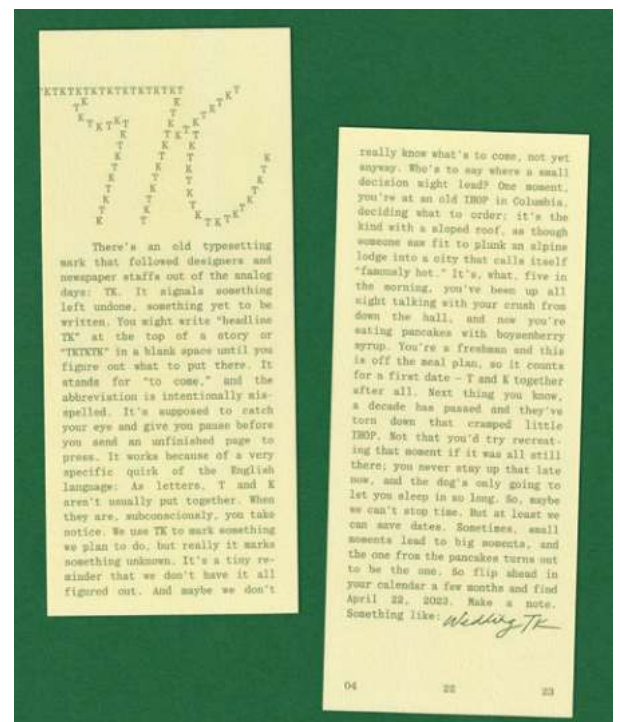 TKTKTKTKTKTKTKTKTKT
There's an old typesetting
mark that followed designers and
newspaper staffs out of the analog
days: TK. It signals something
left undone, something yet to be
written. You might write "headline
TK" at the top of a story or
"TKTKTK" in a blank space until you
figure out what to put there. It
stands for "to come," and the
abbreviation is intentionally mis-
spelled. It's supposed to catch
your eye and give you pause before
you send an unfinished page to
press. It works because of a very
specific quirk of the English
language: As letters, T and K
aren't usually put together. When
they are, subconsciously, you take
notice. We use TK to mark something
we plan to do, but really it marks
something unknown. It's a tiny re-
minder that we don't have it all
figured out. And maybe we don't
really know what's to come, not yet
anyway. Who's to say where a small
decision might lead? One moment,
you're at an old IHOP in Columbia,
deciding what to order; it's the
kind with a sloped roof, as though
someone saw fit to plunk an alpine
lodge into a city that calls itself
"famously hot." It's, what, five in
the morning, you've been up all
night talking with your crush from
down the hall, and now you're
eating pancakes with boysenberry
syrup. You're a freshman and this
is off the meal plan, so it counts
for a first date – T and K together
after all. Next thing you know,
a decade has passed and they've
torn down that cramped little
IHOP. Not that you'd try recreat-
ing that moment if it was all still
there; you never stay up that late
now, and the dog's only going to
let you sleep in so long. So, maybe
we can't stop time. But at least we
can save dates. Sometimes, small
moments lead to big moments, and
the one from the pancakes turns out
to be the one. So flip ahead in
your calendar a few months and find
April 22, 2023. Make a note.
Something like: Wedding TK
04 22 23